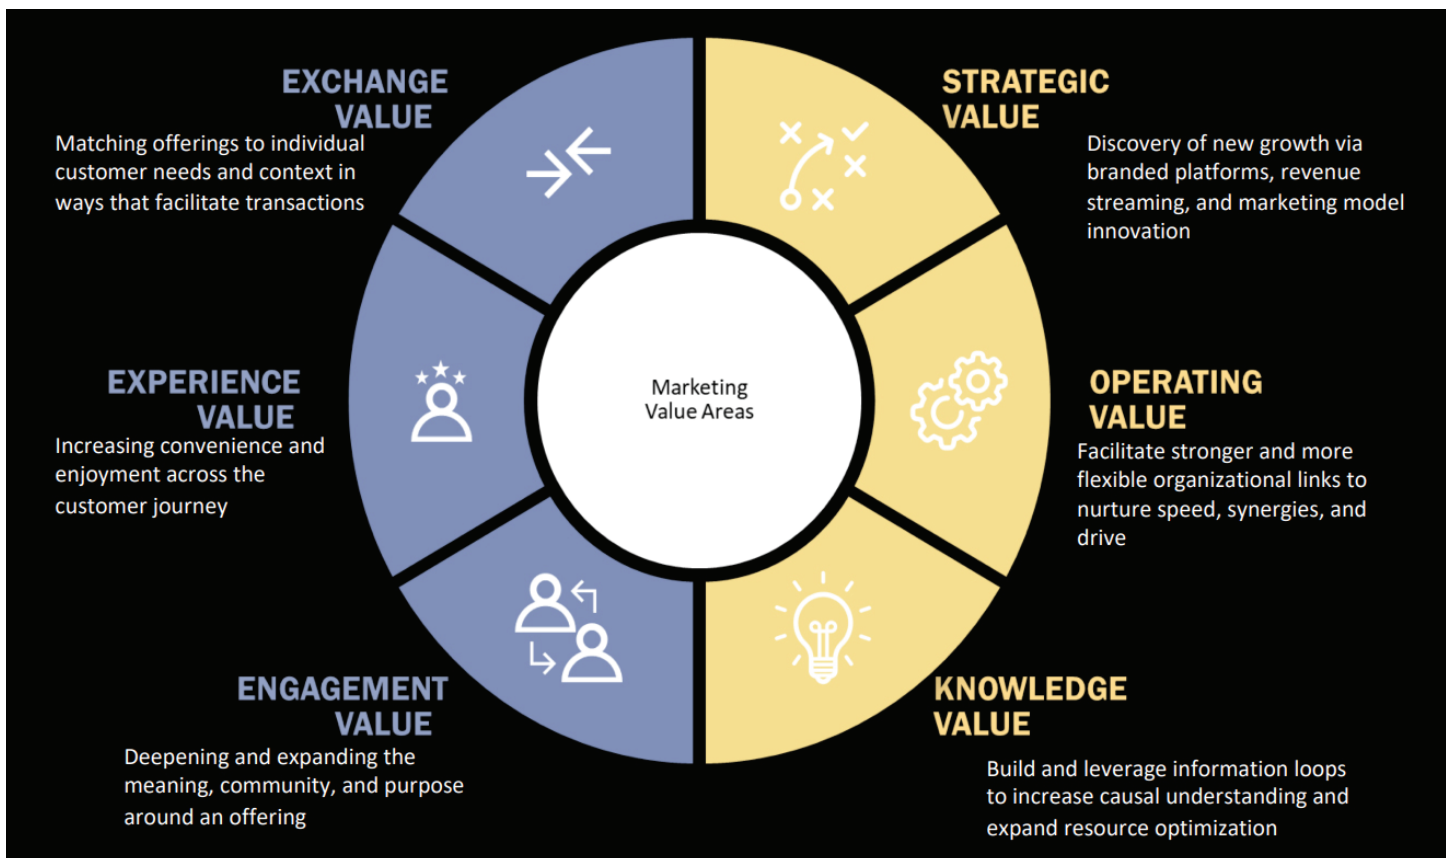 EXCHANGE
VALUE
Matching offerings to individual
customer needs and context in
ways that facilitate transactions
STRATEGIC
VALUE
Discovery of new growth via
branded platforms, revenue
streaming, and marketing model
innovation
EXPERIENCE
VALUE
Increasing convenience and
enjoyment across the
customer journey
Marketing
Value Areas
OPERATING
VALUE
Facilitate stronger and more
flexible organizational links to
nurture speed, synergies, and
drive
ENGAGEMENT
VALUE
Deepening and expanding the
meaning, community, and purpose
around an offering
KNOWLEDGE
VALUE
Build and leverage information loops
to increase causal understanding and
expand resource optimization